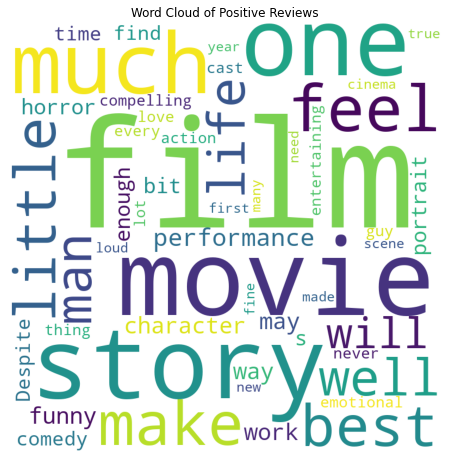 Word Cloud of Positive Reviews
time find year true
much one
cast cinema
horror compelling life feel
love
every action
little film need entertaining portrait
enough bit many
lot first
man performance guy
loud scene
movie
Despite character may s fine made will
thing story way never well
new emotional
funny make work best
comedy